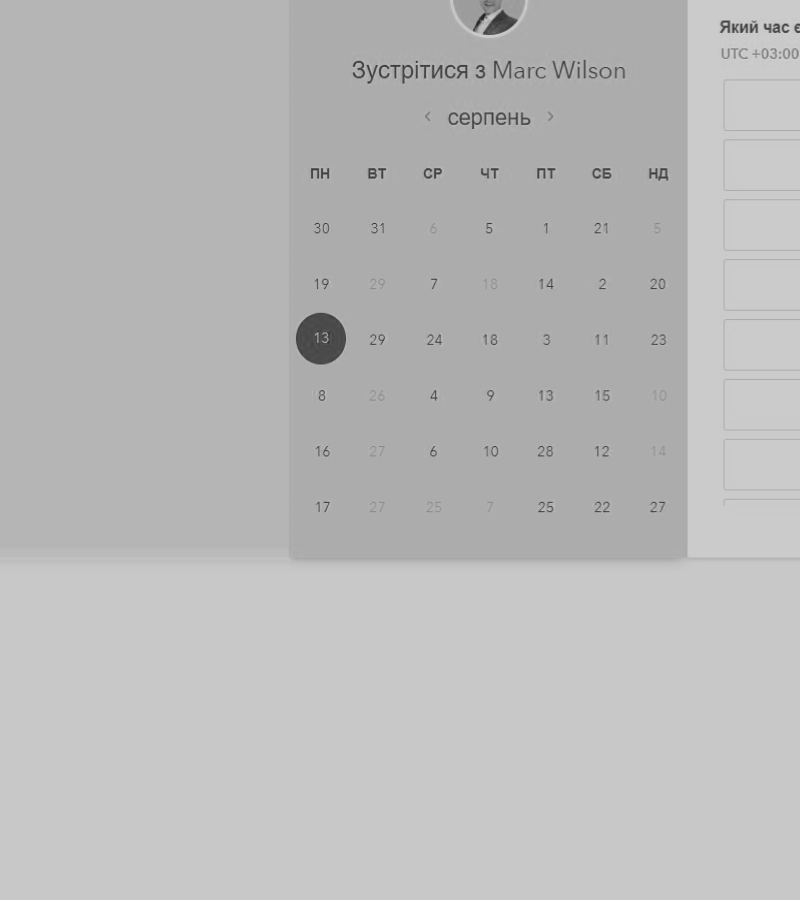 Зустрітися з Marc Wilson
‹ серпень ›
ПН ВТ СР ЧТ ПТ СБ НД
30 31 6 5 1 21 5
19 29 7 18 14 2 20
13 29 24 18 3 11 23
8 26 4 9 13 15 10
16 27 6 10 28 12 14
17 27 25 7 25 22 27
Який час
UTC +03:00